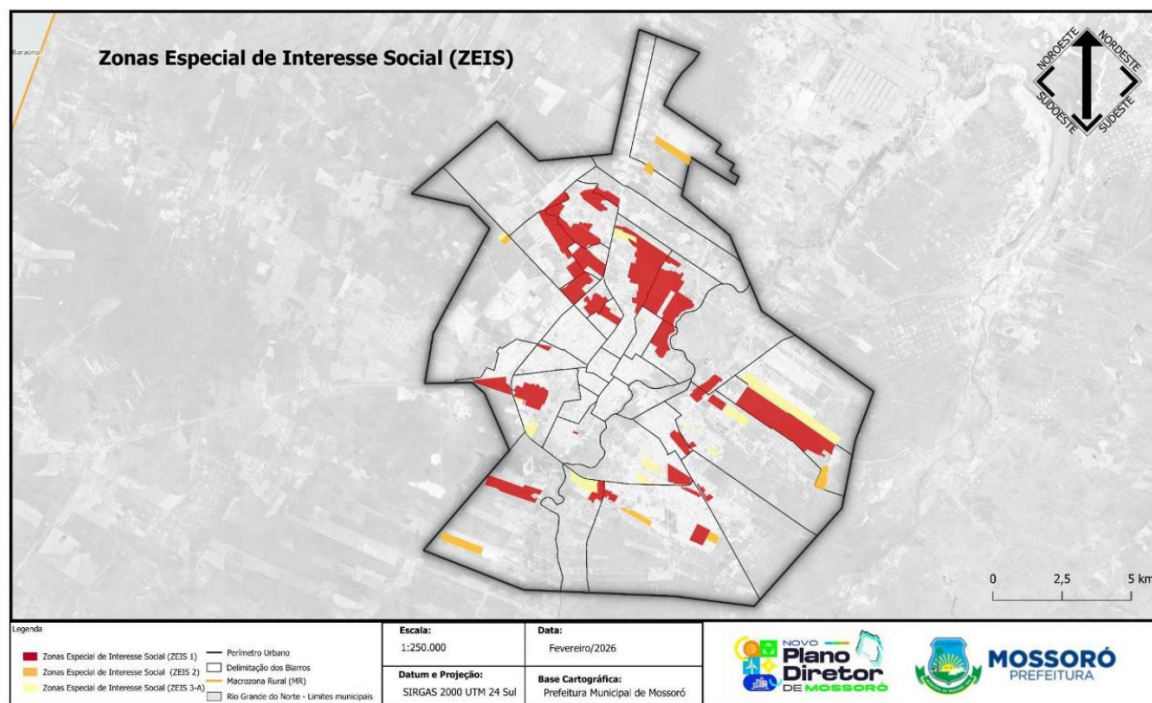 Baraúna
Zonas Especial de Interesse Social (ZEIS)
NOROESTE
NORDESTE
SUDOESTE
SUDESTE
0 2,5 5 km
Legenda
Zonas Especial de Interesse Social (ZEIS 1)
Zonas Especial de Interesse Social (ZEIS 2)
Zonas Especial de Interesse Social (ZEIS 3-A)
Perímetro Urbano
Delimitação dos Biarros
Macrozona Rural (MR)
Rio Grande do Norte - Limites municipais
Escala:
1:250.000
Data:
Fevereiro/2026
Datum e Projeção:
SIRGAS 2000 UTM 24 Sul
Base Cartográfica:
Prefeitura Municipal de Mossoró
NOVO
Plano
Diretor
DE MOSSORÓ
MOSSORÓ
PREFEITURA